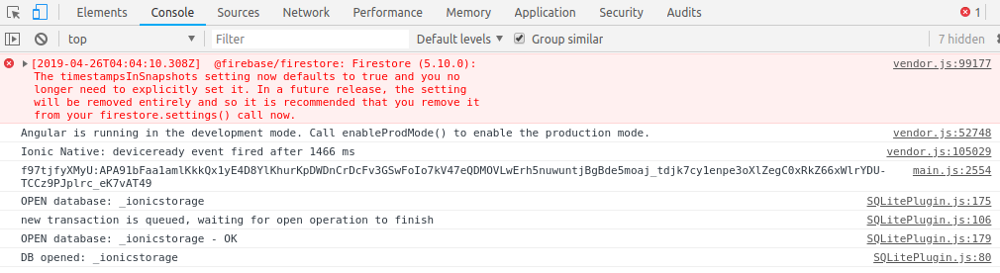 Elements Console Sources Network Performance Memory Application Security Audits 1
top Filter Default levels Group similar 7 hidden
[2019-04-26T04:04:10.308Z] @firebase/firestore: Firestore (5.10.0): vendor.js:99177
The timestampsInSnapshots setting now defaults to true and you no
longer need to explicitly set it. In a future release, the setting
will be removed entirely and so it is recommended that you remove it
from your firestore.settings() call now.
Angular is running in the development mode. Call enableProdMode() to enable the production mode. vendor.js:52748
Ionic Native: deviceready event fired after 1466 ms vendor.js:105029
f97tjfyXMyU:APA91bFaa1amlKkkQx1yE4D8YlKhurKpDWDnCrDcFv3GSwFoIo7kV47eQDMOVLwErh5nuwuntjBgBde5moaj_tdjk7cy1enpe3oXlZegC0xRkZ66xWlrYDU- main.js:2554
TCCz9PJplrc_eK7vAT49
OPEN database: _ionicstorage SQLitePlugin.js:175
new transaction is queued, waiting for open operation to finish SQLitePlugin.js:106
OPEN database: _ionicstorage - OK SQLitePlugin.js:179
DB opened: _ionicstorage SQLitePlugin.js:80